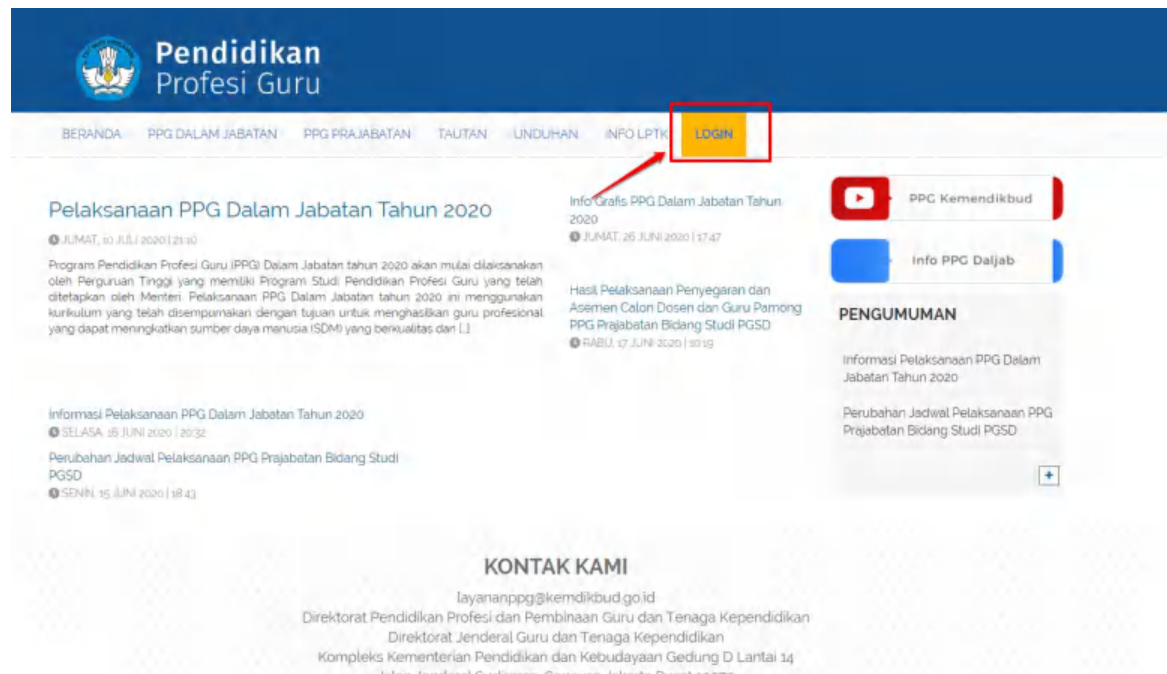 Pendidikan
Profesi Guru
BERANDA PPG DALAM JABATAN PPG PRAJABATAN TAUTAN UNDUHAN INFO LPTK LOGIN
Pelaksanaan PPG Dalam Jabatan Tahun 2020
JUMAT, 10 JULI 2020 | 21:10
Program Pendidikan Profesi Guru (PPG) Dalam Jabatan tahun 2020 akan mulai dilaksanakan
oleh Perguruan Tinggi yang memiliki Program Studi Pendidikan Profesi Guru yang telah
ditetapkan oleh Menteri. Pelaksanaan PPG Dalam Jabatan tahun 2020 ini menggunakan
kurikulum yang telah disempurnakan dengan tujuan untuk menghasilkan guru profesional
yang dapat meningkatkan sumber daya manusia (SDM) yang berkualitas dan [...]
Informasi Pelaksanaan PPG Dalam Jabatan Tahun 2020
SELASA, 16 JUNI 2020 | 20:32
Perubahan Jadwal Pelaksanaan PPG Prajabatan Bidang Studi
PGSD
SENIN, 15 JUNI 2020 | 18:43
Info Grafis PPG Dalam Jabatan Tahun
2020
JUMAT, 26 JUNI 2020 | 17:47
Hasil Pelaksanaan Penyegaran dan
Asemen Calon Dosen dan Guru Pamong
PPG Prajabatan Bidang Studi PGSD
RABU, 17 JUNI 2020 | 10:19
PPG Kemendikbud
Info PPG Daljab
PENGUMUMAN
Informasi Pelaksanaan PPG Dalam
Jabatan Tahun 2020
Perubahan Jadwal Pelaksanaan PPG
Prajabatan Bidang Studi PGSD
+
KONTAK KAMI
layananppg@kemdikbud.go.id
Direktorat Pendidikan Profesi dan Pembinaan Guru dan Tenaga Kependidikan
Direktorat Jenderal Guru dan Tenaga Kependidikan
Kompleks Kementerian Pendidikan dan Kebudayaan Gedung D Lantai 14